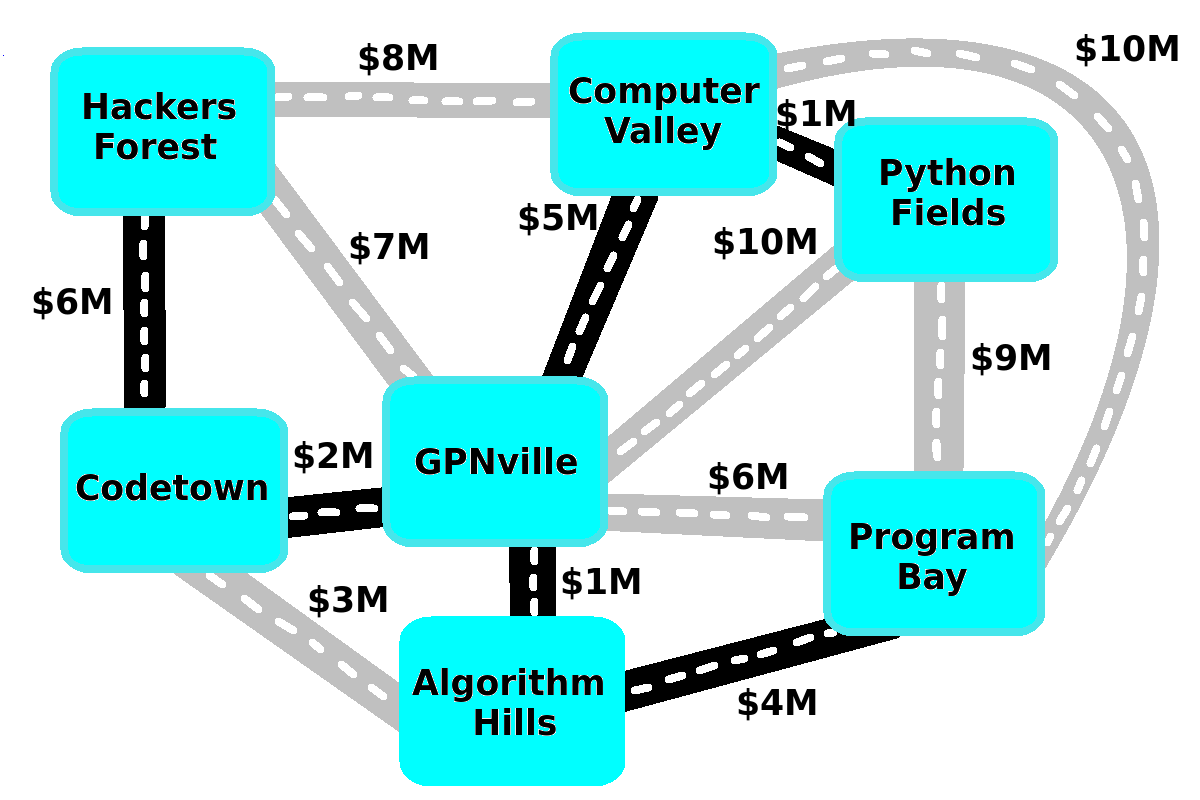 $8M
$10M
Hackers
Forest
Computer
Valley
$1M
Python
Fields
$5M
$10M
$7M
$6M
$9M
$2M
GPNville
Codetown
$6M
Program
Bay
$1M
$3M
Algorithm
Hills
$4M